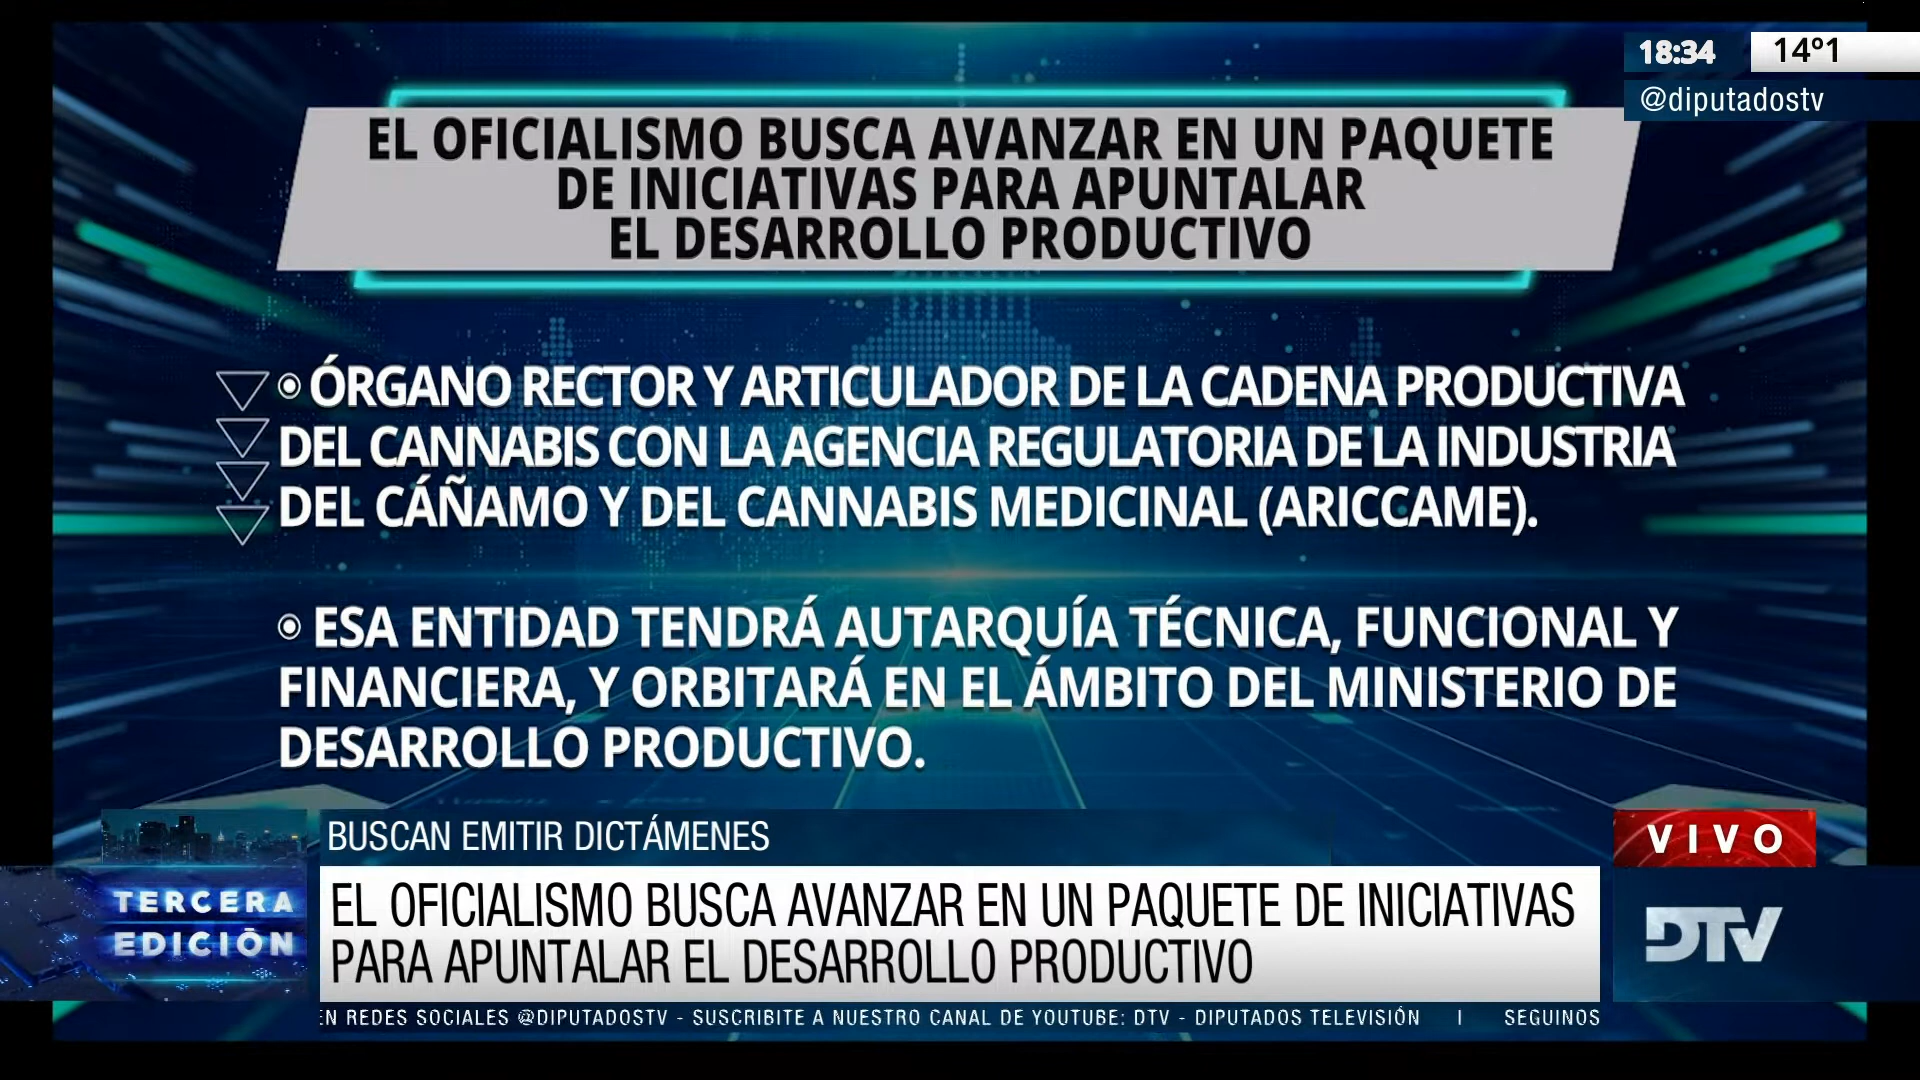 18:34
14º1
@diputadostv
EL OFICIALISMO BUSCA AVANZAR EN UN PAQUETE
DE INICIATIVAS PARA APUNTALAR
EL DESARROLLO PRODUCTIVO
ÓRGANO RECTOR Y ARTICULADOR DE LA CADENA PRODUCTIVA
DEL CANNABIS CON LA AGENCIA REGULATORIA DE LA INDUSTRIA
DEL CÁÑAMO Y DEL CANNABIS MEDICINAL (ARICCAME).
ESA ENTIDAD TENDRÁ AUTARQUÍA TÉCNICA, FUNCIONAL Y
FINANCIERA, Y ORBITARÁ EN EL ÁMBITO DEL MINISTERIO DE
DESARROLLO PRODUCTIVO.
BUSCAN EMITIR DICTÁMENES
VIVO
TERCERA
EDICIÓN
EL OFICIALISMO BUSCA AVANZAR EN UN PAQUETE DE INICIATIVAS
PARA APUNTALAR EL DESARROLLO PRODUCTIVO
DTV
EN REDES SOCIALES @DIPUTADOSTV - SUSCRIBITE A NUESTRO CANAL DE YOUTUBE: DTV - DIPUTADOS TELEVISIÓN | SEGUINOS